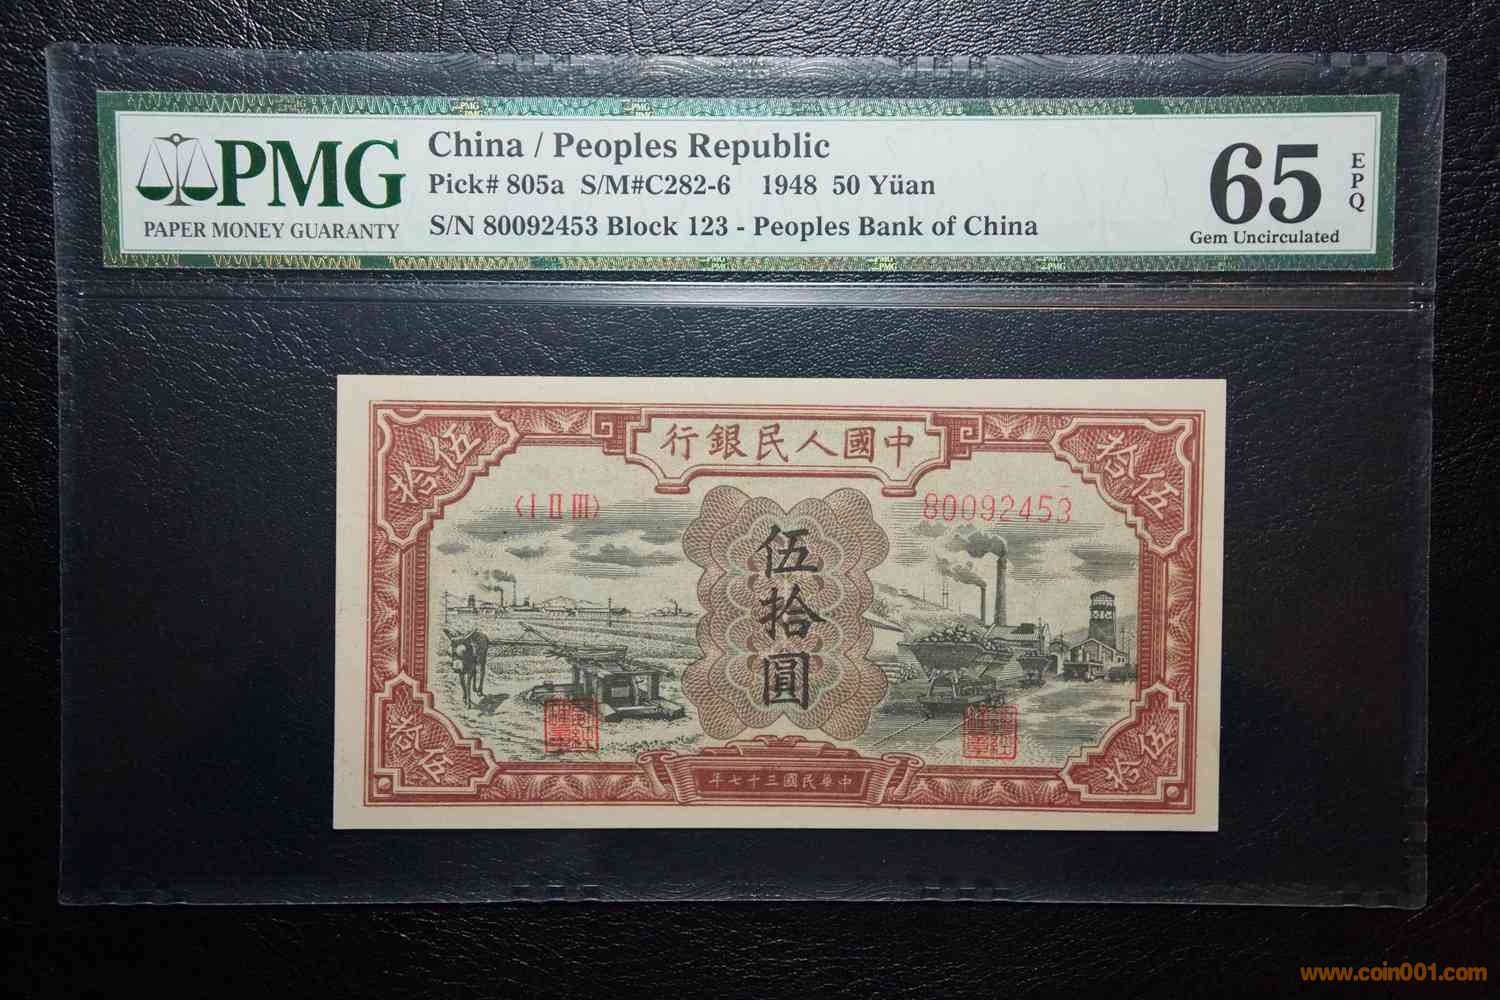 PMG
PAPER MONEY GUARANTY
China / Peoples Republic
Pick# 805a S/M#C282-6 1948 50 Yüan
S/N 80092453 Block 123 - Peoples Bank of China
65
EPQ
Gem Uncirculated
行銀民人國中
拾伍
拾伍
〈I II III〉
80092453
伍拾圓
拾伍
拾伍
年七十三國民華中
www.coin001.com